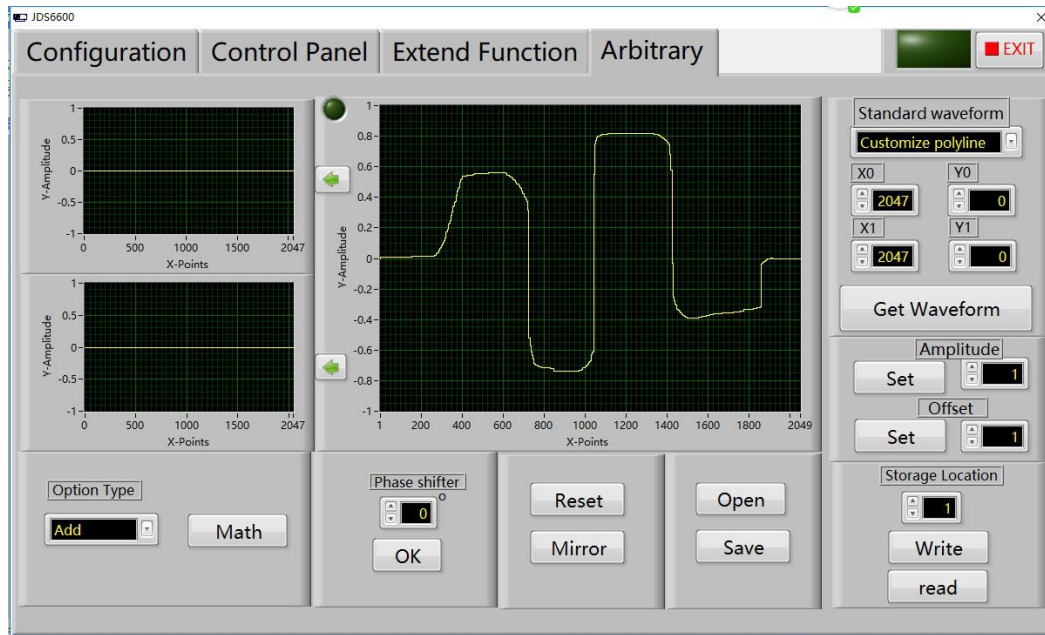 JDS6600
Configuration
Control Panel
Extend Function
Arbitrary
EXIT
1
0.5
0
-0.5
-1
Y-Amplitude
0 500 1000 1500 2047
X-Points
1
0.5
0
-0.5
-1
Y-Amplitude
0 500 1000 1500 2047
X-Points
1
0.8
0.6
0.4
0.2
0
-0.2
-0.4
-0.6
-0.8
-1
Y-Amplitude
1 200 400 600 800 1000 1200 1400 1600 1800 2049
X-Points
Standard waveform
Customize polyline
X0 Y0
2047 0
X1 Y1
2047 0
Get Waveform
Amplitude
Set 1
Offset
Set 1
Option Type
Add
Math
Phase shifter
0 o
OK
Reset
Mirror
Open
Save
Storage Location
1
Write
read